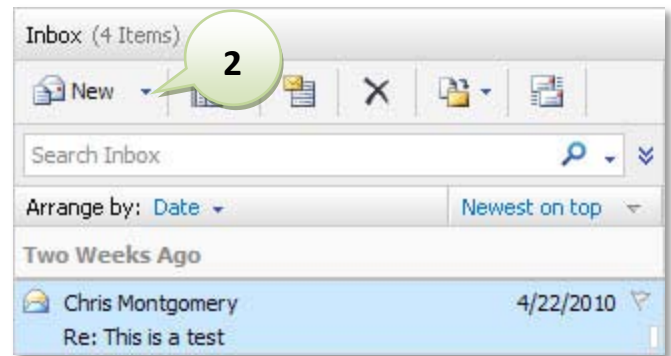 Inbox (4 Items)
2
New
Search Inbox
Arrange by: Date Newest on top
Two Weeks Ago
Chris Montgomery 4/22/2010
Re: This is a test